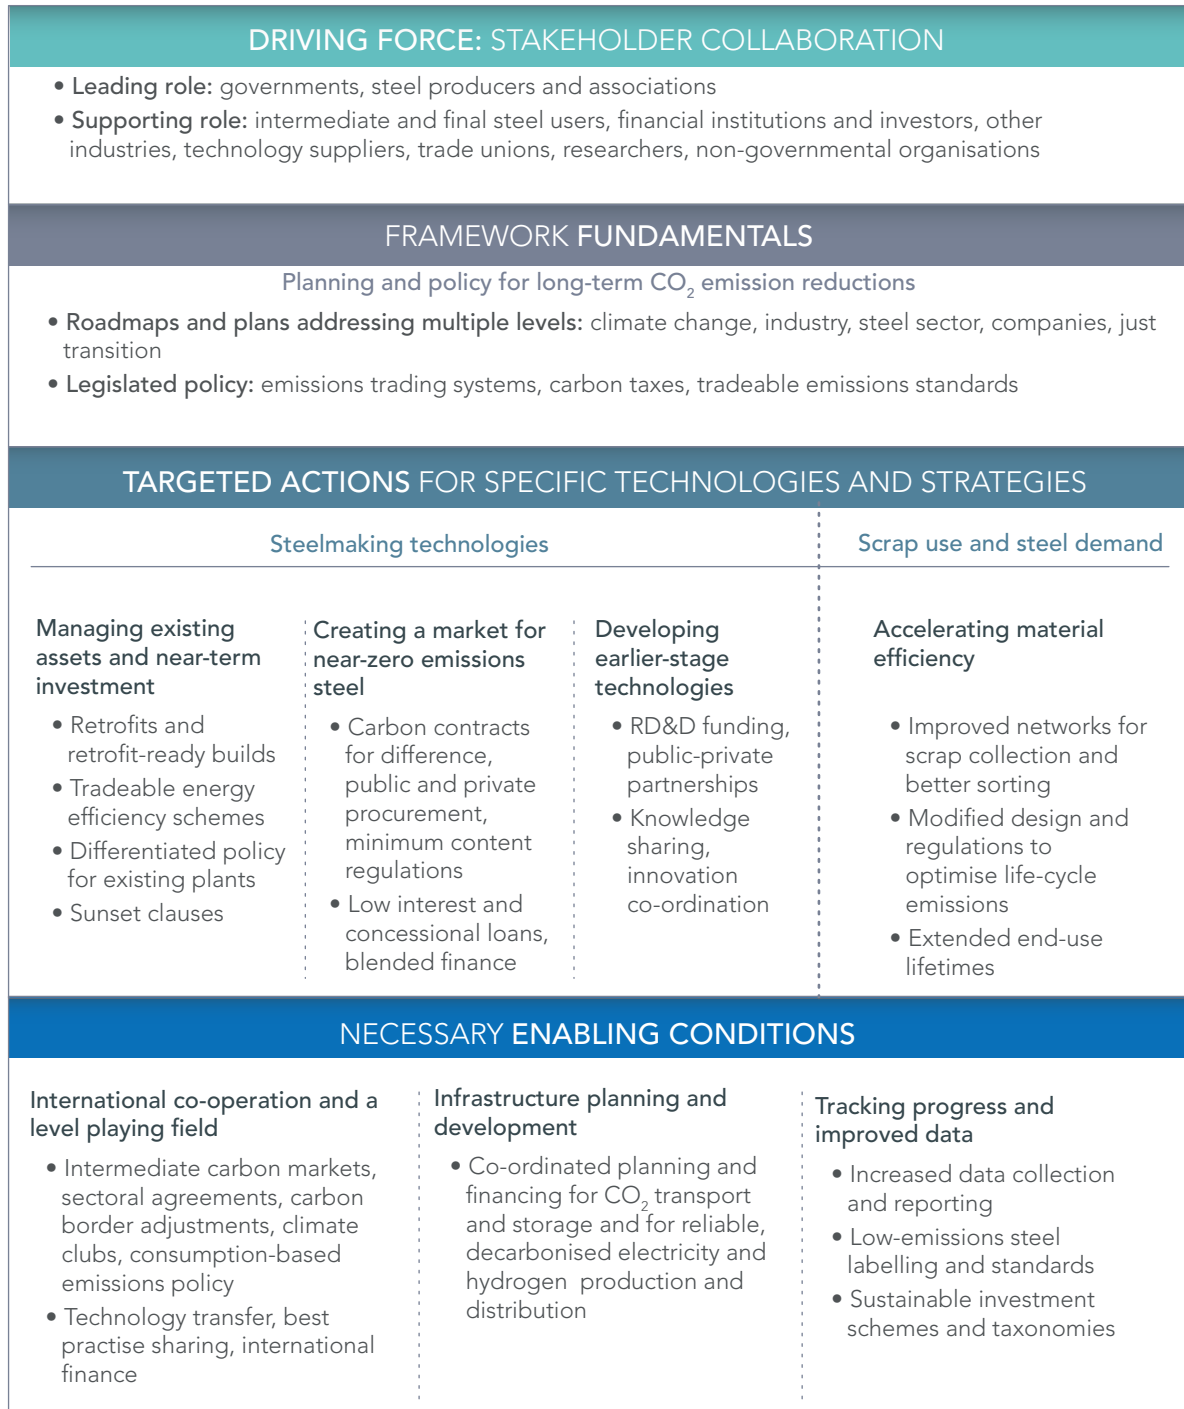 DRIVING FORCE: STAKEHOLDER COLLABORATION
• Leading role: governments, steel producers and associations
• Supporting role: intermediate and final steel users, financial institutions and investors, other
industries, technology suppliers, trade unions, researchers, non-governmental organisations
FRAMEWORK FUNDAMENTALS
Planning and policy for long-term CO₂ emission reductions
• Roadmaps and plans addressing multiple levels: climate change, industry, steel sector, companies, just
transition
• Legislated policy: emissions trading systems, carbon taxes, tradeable emissions standards
TARGETED ACTIONS FOR SPECIFIC TECHNOLOGIES AND STRATEGIES
Steelmaking technologies
Managing existing
assets and near-term
investment
• Retrofits and
retrofit-ready builds
• Tradeable energy
efficiency schemes
• Differentiated policy
for existing plants
• Sunset clauses
Creating a market for
near-zero emissions
steel
• Carbon contracts
for difference,
public and private
procurement,
minimum content
regulations
• Low interest and
concessional loans,
blended finance
Developing
earlier-stage
technologies
• RD&D funding,
public-private
partnerships
• Knowledge
sharing,
innovation
co-ordination
Scrap use and steel demand
Accelerating material
efficiency
• Improved networks for
scrap collection and
better sorting
• Modified design and
regulations to
optimise life-cycle
emissions
• Extended end-use
lifetimes
NECESSARY ENABLING CONDITIONS
International co-operation and a
level playing field
• Intermediate carbon markets,
sectoral agreements, carbon
border adjustments, climate
clubs, consumption-based
emissions policy
• Technology transfer, best
practise sharing, international
finance
Infrastructure planning and
development
• Co-ordinated planning and
financing for CO₂ transport
and storage and for reliable,
decarbonised electricity and
hydrogen production and
distribution
Tracking progress and
improved data
• Increased data collection
and reporting
• Low-emissions steel
labelling and standards
• Sustainable investment
schemes and taxonomies